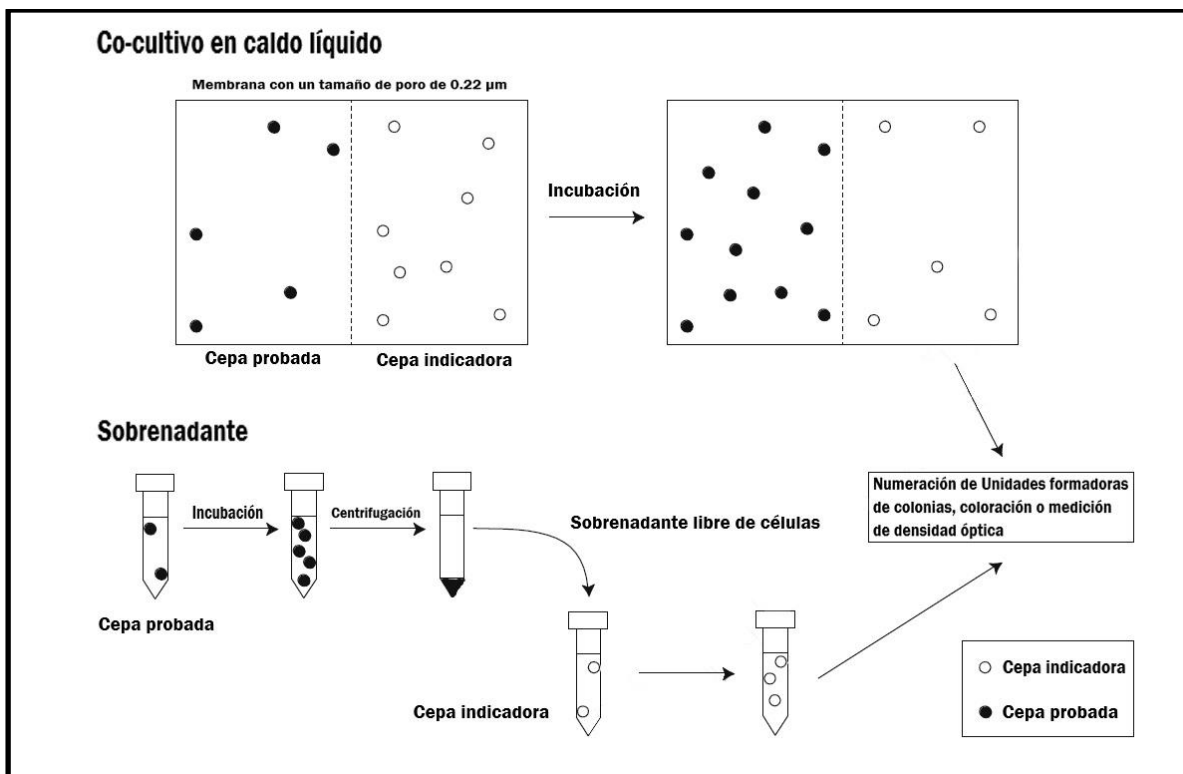 Co-cultivo en caldo líquido
Membrana con un tamaño de poro de 0.22 µm
Incubación
Cepa probada
Cepa indicadora
Sobrenadante
Incubación
Centrifugación
Sobrenadante libre de células
Cepa probada
Cepa indicadora
Numeración de Unidades formadoras
de colonias, coloración o medición
de densidad óptica
Cepa indicadora
Cepa probada